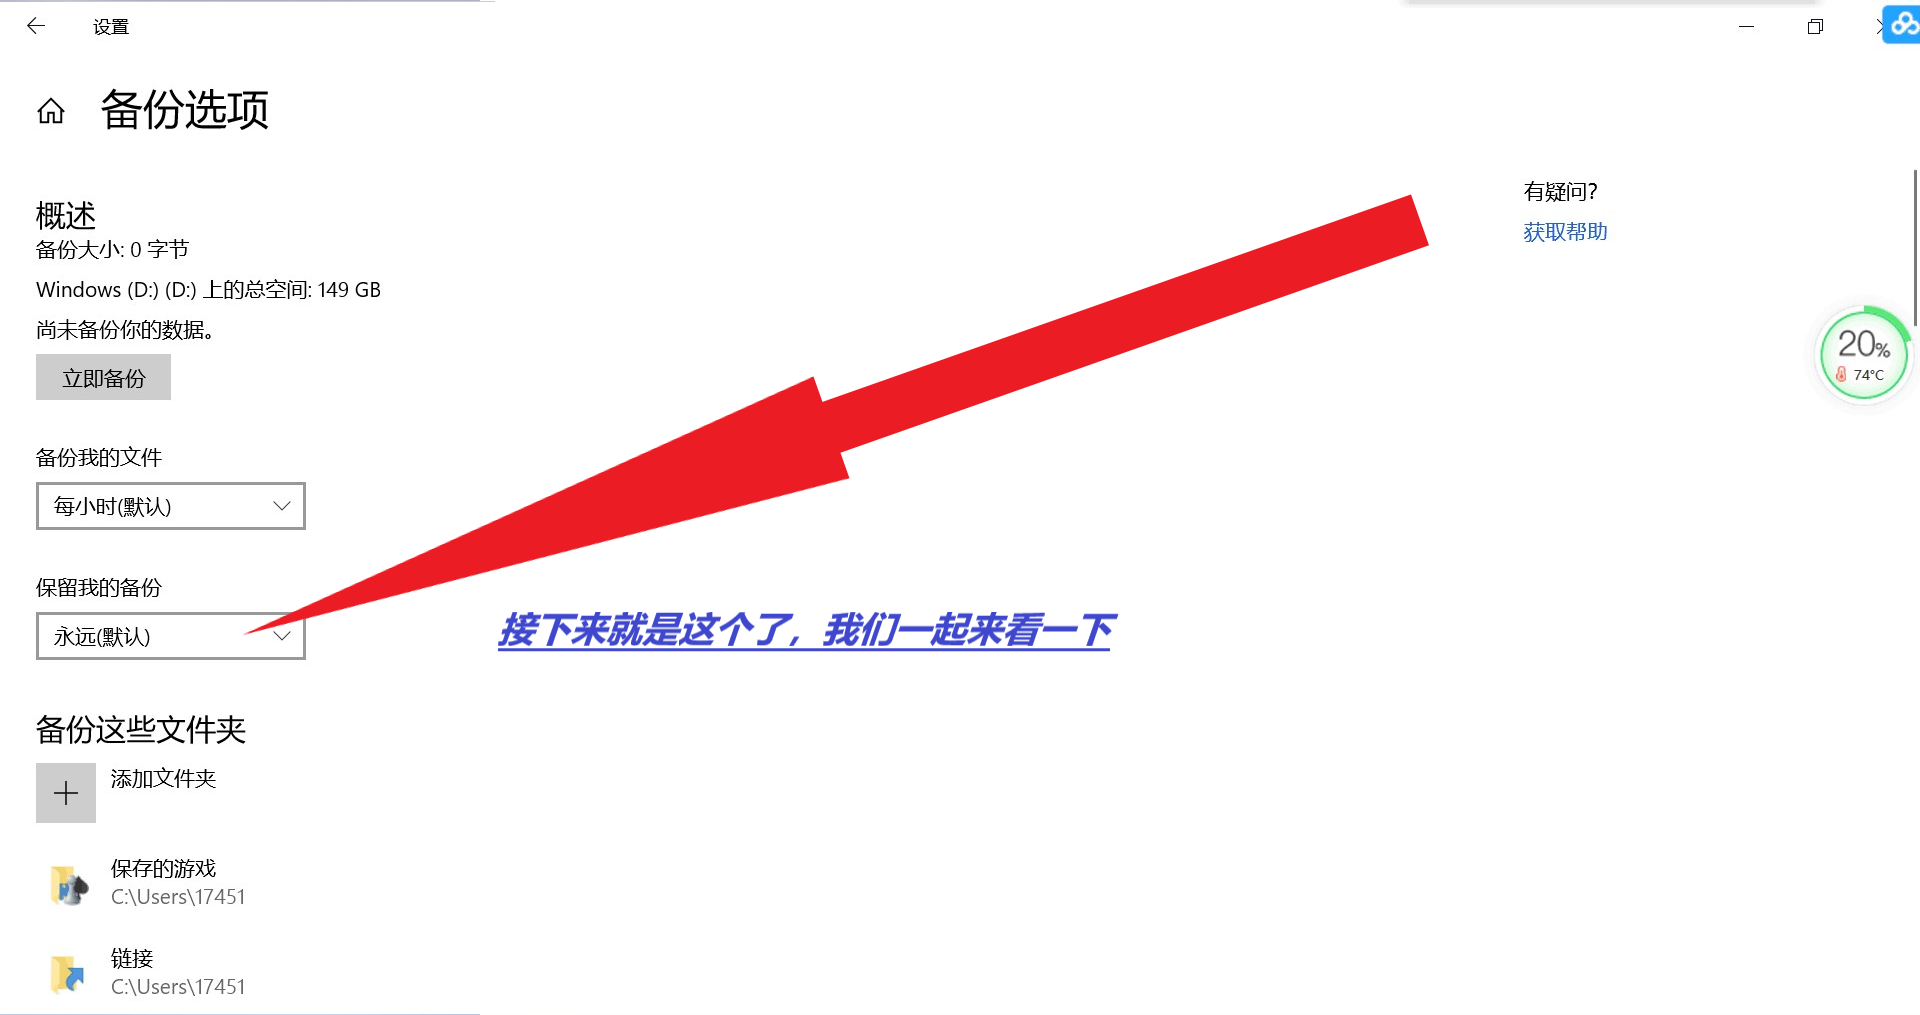 设置
备份选项
概述
备份大小: 0 字节
Windows (D:) (D:) 上的总空间: 149 GB
尚未备份你的数据。
立即备份
备份我的文件
每小时(默认)
保留我的备份
永远(默认)
接下来就是这个了，我们一起来看一下
备份这些文件夹
添加文件夹
保存的游戏
C:\Users\17451
链接
C:\Users\17451
有疑问?
获取帮助
20%
74°C